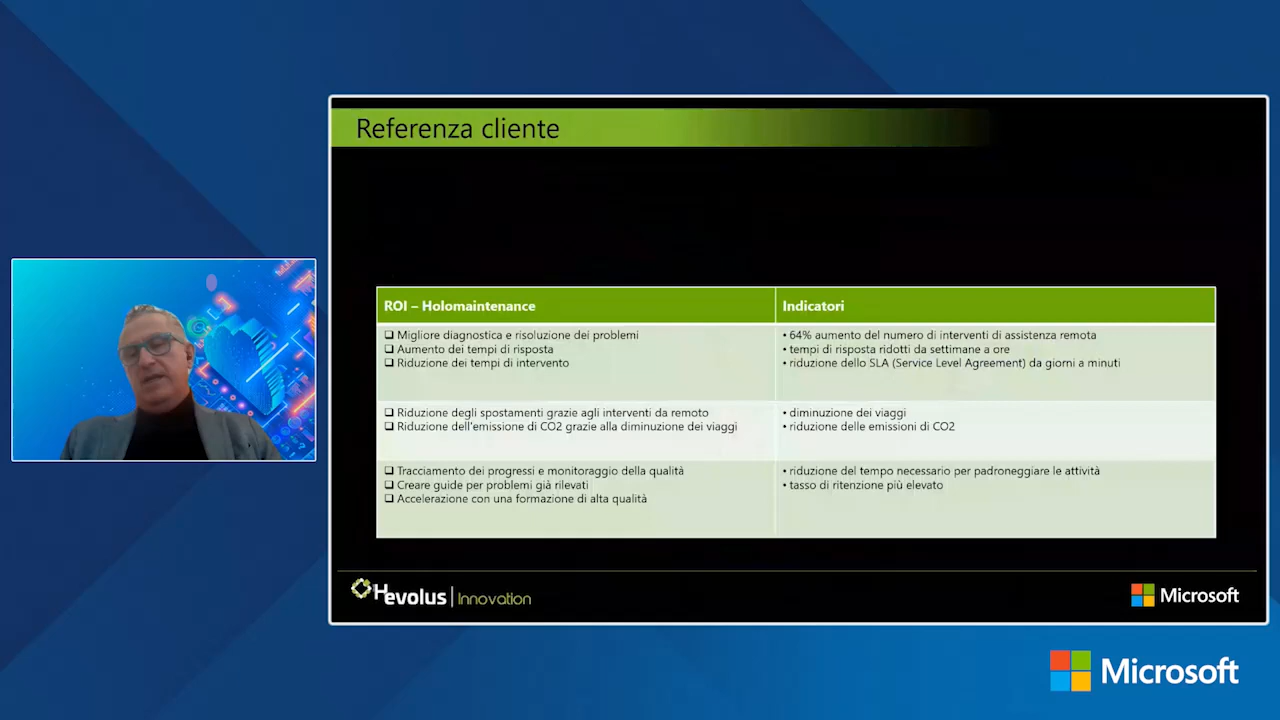 Referenza cliente
ROI – Holomaintenance
Indicatori
❑ Migliore diagnostica e risoluzione dei problemi
❑ Aumento dei tempi di risposta
❑ Riduzione dei tempi di intervento
• 64% aumento del numero di interventi di assistenza remota
• tempi di risposta ridotti da settimane a ore
• riduzione dello SLA (Service Level Agreement) da giorni a minuti
❑ Riduzione degli spostamenti grazie agli interventi da remoto
❑ Riduzione dell'emissione di CO2 grazie alla diminuzione dei viaggi
• diminuzione dei viaggi
• riduzione delle emissioni di CO2
❑ Tracciamento dei progressi e monitoraggio della qualità
❑ Creare guide per problemi già rilevati
❑ Accelerazione con una formazione di alta qualità
• riduzione del tempo necessario per padroneggiare le attività
• tasso di ritenzione più elevato
Hevolus | Innovation
Microsoft
Microsoft